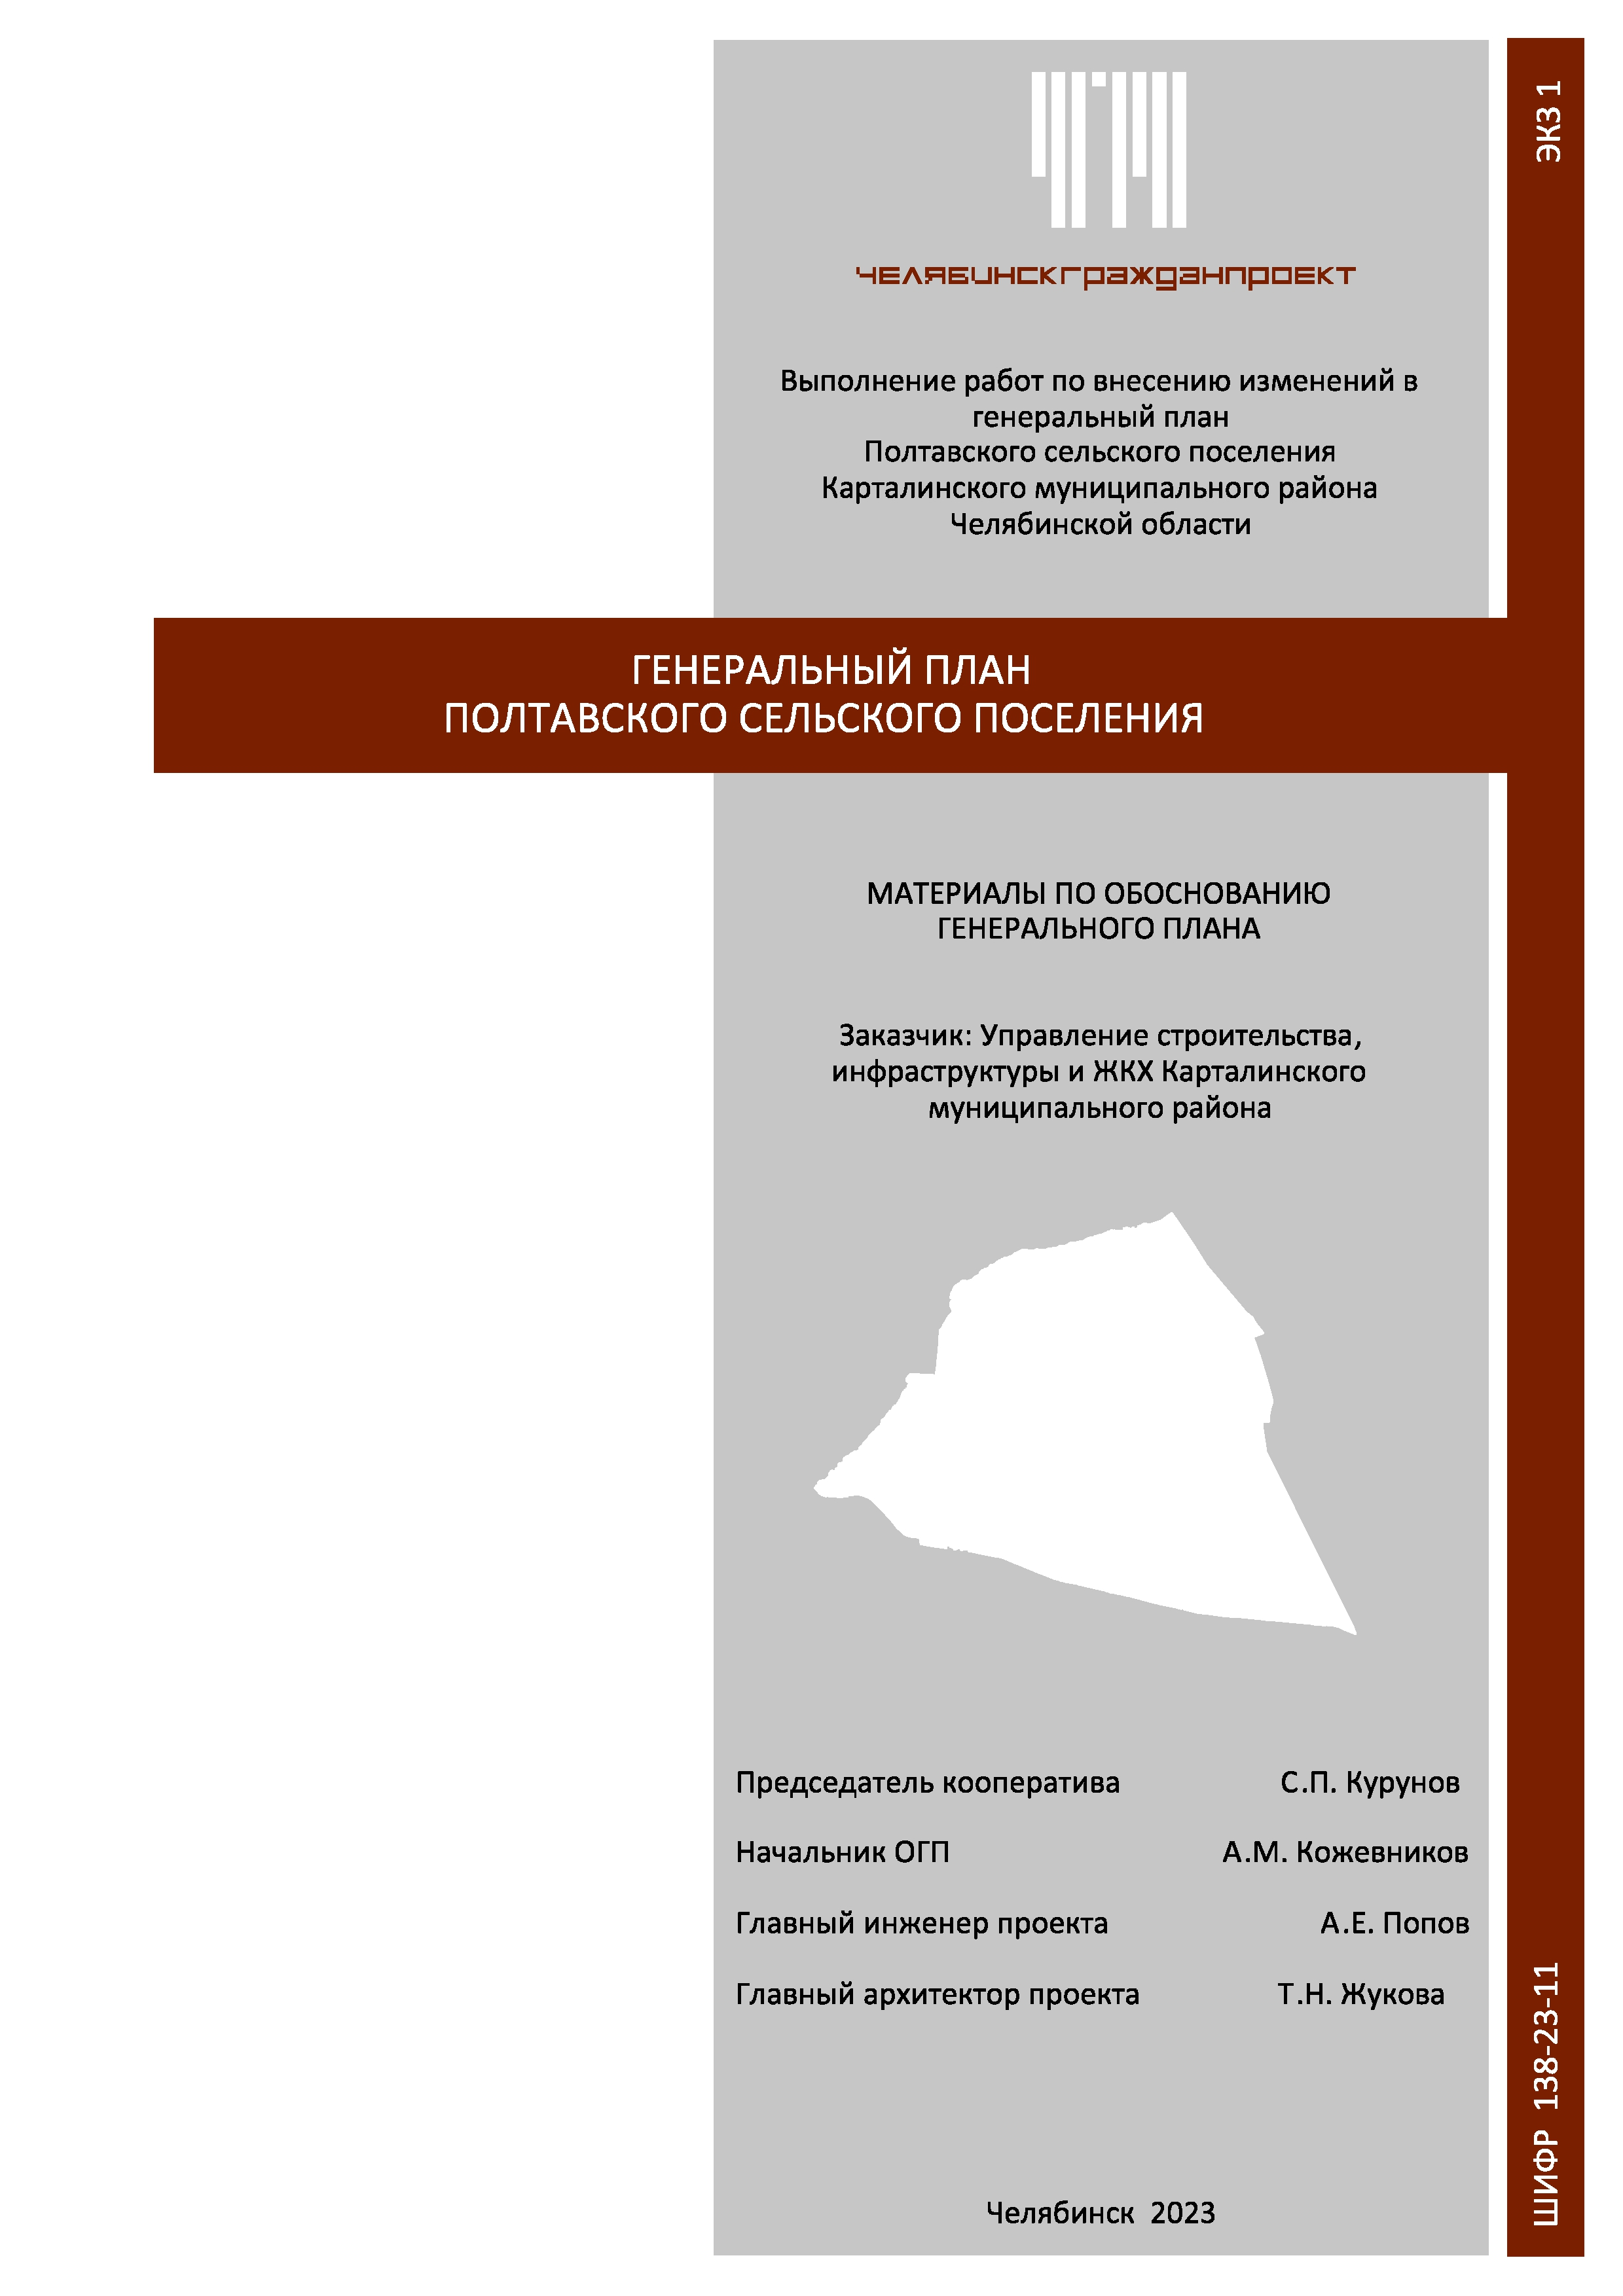 ЭКЗ 1
ЧЕЛЯБИНСКГРАЖДАНПРОЕКТ
Выполнение работ по внесению изменений в
генеральный план
Полтавского сельского поселения
Карталинского муниципального района
Челябинской области
ГЕНЕРАЛЬНЫЙ ПЛАН
ПОЛТАВСКОГО СЕЛЬСКОГО ПОСЕЛЕНИЯ
МАТЕРИАЛЫ ПО ОБОСНОВАНИЮ
ГЕНЕРАЛЬНОГО ПЛАНА
Заказчик: Управление строительства,
инфраструктуры и ЖКХ Карталинского
муниципального района
Председатель кооператива С.П. Курунов
Начальник ОГП А.М. Кожевников
Главный инженер проекта А.Е. Попов
Главный архитектор проекта Т.Н. Жукова
Челябинск 2023
ШИФР 138-23-11